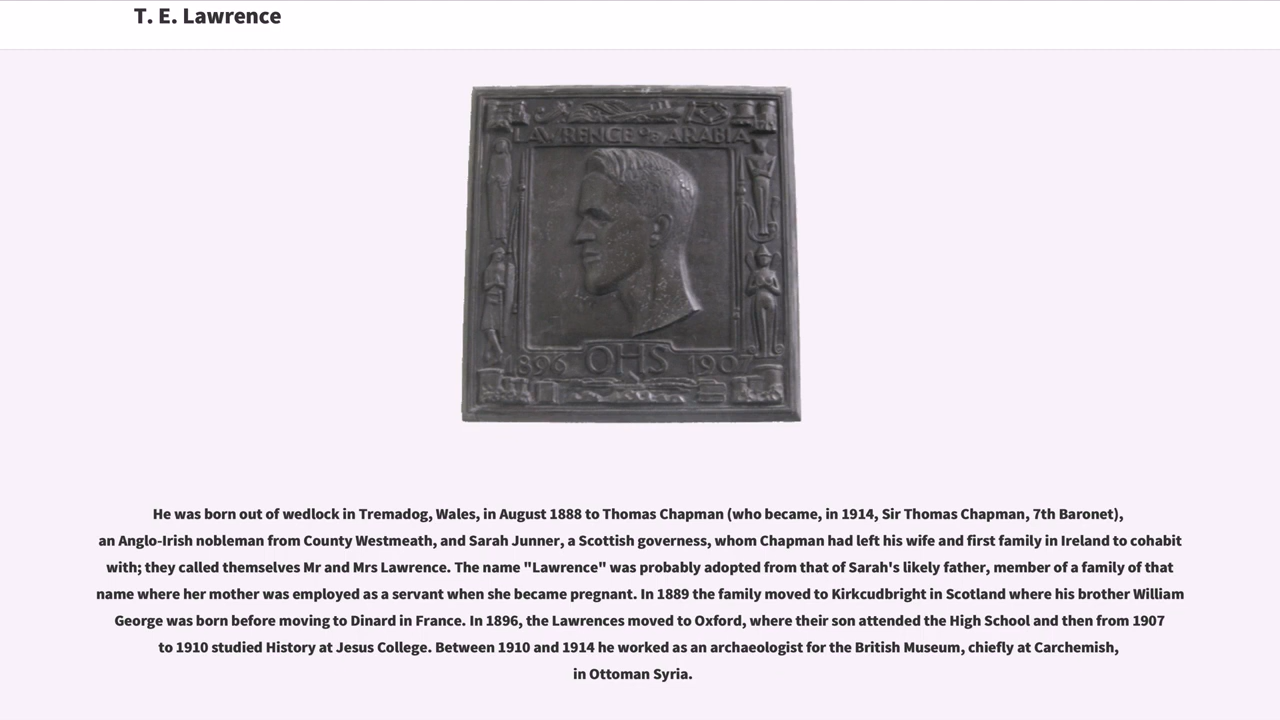 T. E. Lawrence
LAWRENCE of ARABIA
1896 OHS 1907
He was born out of wedlock in Tremadog, Wales, in August 1888 to Thomas Chapman (who became, in 1914, Sir Thomas Chapman, 7th Baronet),
an Anglo-Irish nobleman from County Westmeath, and Sarah Junner, a Scottish governess, whom Chapman had left his wife and first family in Ireland to cohabit
with; they called themselves Mr and Mrs Lawrence. The name "Lawrence" was probably adopted from that of Sarah's likely father, member of a family of that
name where her mother was employed as a servant when she became pregnant. In 1889 the family moved to Kirkcudbright in Scotland where his brother William
George was born before moving to Dinard in France. In 1896, the Lawrences moved to Oxford, where their son attended the High School and then from 1907
to 1910 studied History at Jesus College. Between 1910 and 1914 he worked as an archaeologist for the British Museum, chiefly at Carchemish,
in Ottoman Syria.